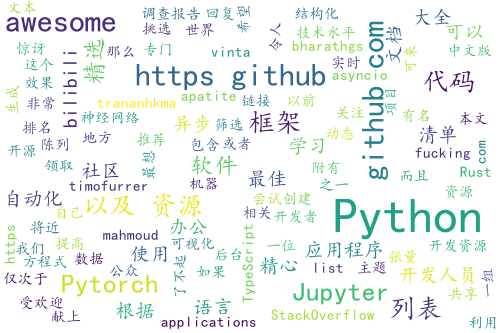 文本 调查报告 回复 希望 结构化 大全 可以
awesome 挑选 世界 令人 技术水平 文档 中文版
惊讶 那么 专门 vinta bharathgs 可来
这个 bilibili 精选 https github 实时 asyncio github com 代码
效果 非常 trananhkma apatite 链接 以前 项目
生成 神经网络 异步 筛选 框架 关注 有名 本文
排名 地方 推荐 动态 清单 fucking com
开源 陈列 最佳 包含 或者 学习 附有 Rust
领取 社区 思想 软件 之一 而且
自动化 timofurrer 机器 尝试 创建 资源
以及 资源 相关 开发者 Python
https 自己 mahmoud 办公 可视化 一位 张量 开发资源
我们 将近 提高 使用 后台 应用程序
方程式 数据 了不起 如果 精心 list 主题 开发人员 一组
仅次于 Pytorch 公众 根据 TypeScript Jupyter 列表 共享
受欢迎 献上 语言 applications StackOverflow 利用